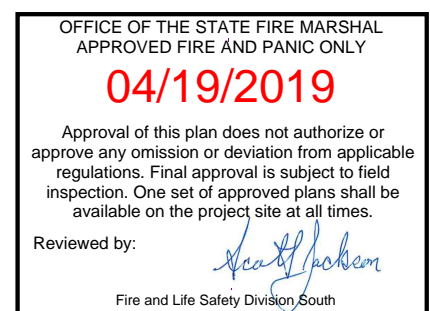 OFFICE OF THE STATE FIRE MARSHAL
APPROVED FIRE AND PANIC ONLY
04/19/2019
Approval of this plan does not authorize or
approve any omission or deviation from applicable
regulations. Final approval is subject to field
inspection. One set of approved plans shall be
available on the project site at all times.
Reviewed by:
Scott Jackson
Fire and Life Safety Division South